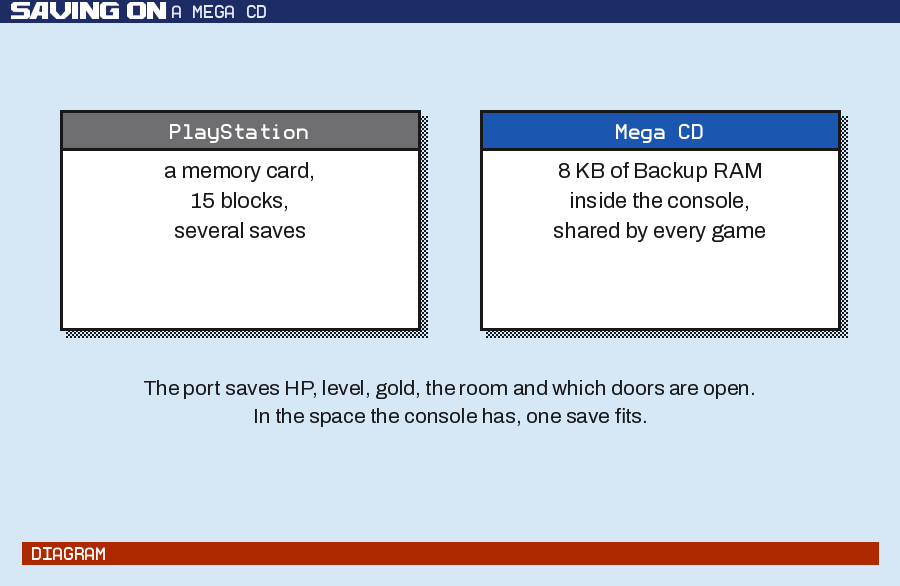 SAVING ON A MEGA CD
PlayStation
a memory card,
15 blocks,
several saves
Mega CD
8 KB of Backup RAM
inside the console,
shared by every game
The port saves HP, level, gold, the room and which doors are open.
In the space the console has, one save fits.
DIAGRAM